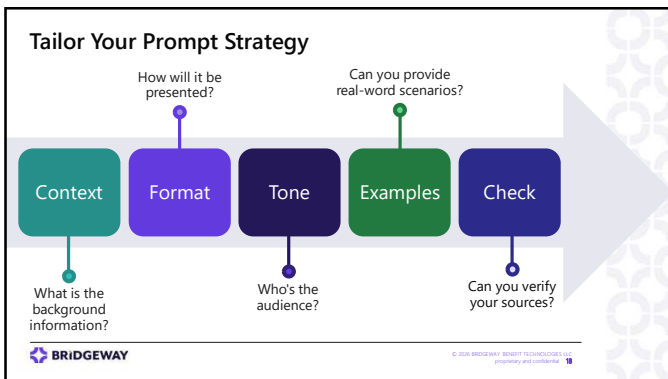 Tailor Your Prompt Strategy
How will it be
presented?
Can you provide
real-word scenarios?
Context
Format
Tone
Examples
Check
What is the
background
information?
Who's the
audience?
Can you verify
your sources?
BRIDGEWAY
© 2026 BRIDGEWAY BENEFIT TECHNOLOGIES LLC
proprietary and confidential 18